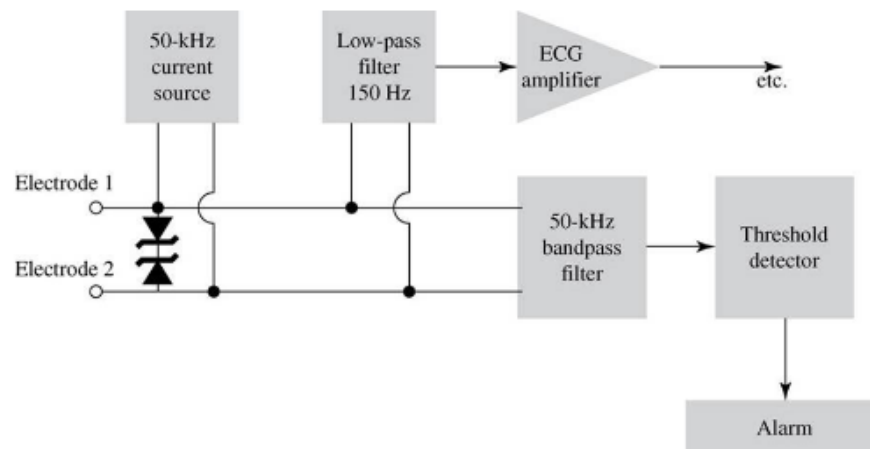 50-kHz
current
source
Low-pass
filter
150 Hz
ECG
amplifier
etc.
Electrode 1
Electrode 2
50-kHz
bandpass
filter
Threshold
detector
Alarm